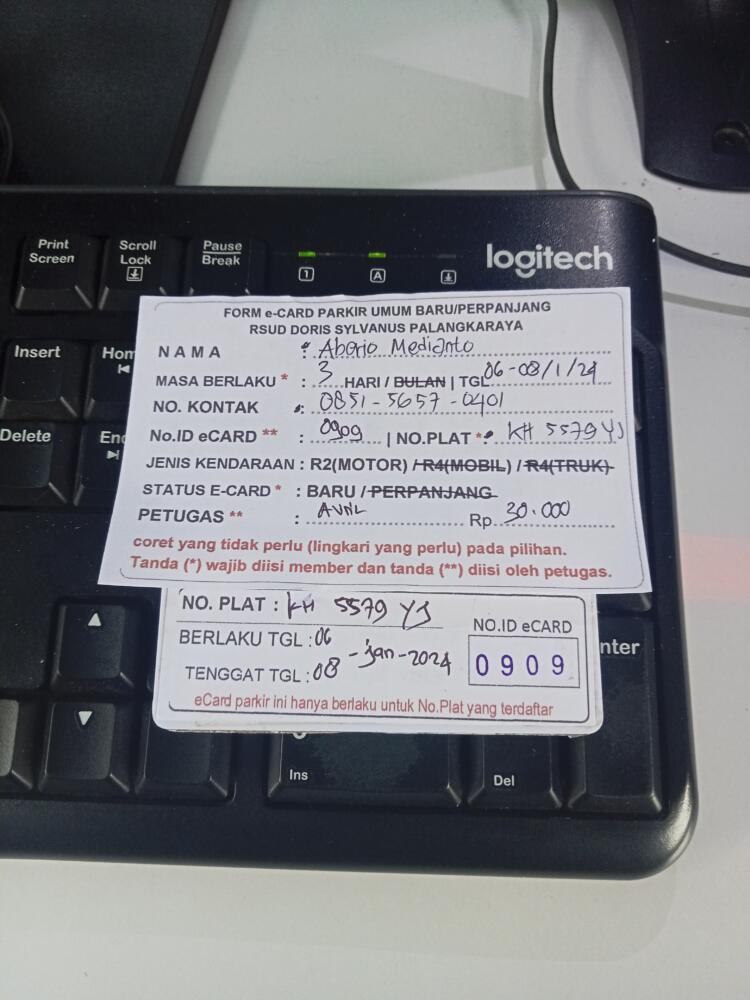 Print Screen
Scroll Lock
Pause Break
1
A
logitech
Insert
Hom
Delete
End
FORM e-CARD PARKIR UMUM BARU/PERPANJANG
RSUD DORIS SYLVANUS PALANGKARAYA
NAMA : Aberio Medianto
MASA BERLAKU * : 3 HARI / BULAN | TGL 06-08/1/24
NO. KONTAK : 0851-5657-0401
No.ID eCARD ** : 0909 | NO.PLAT * : KH 5579 YJ
JENIS KENDARAAN : R2(MOTOR) / R4(MOBIL) / R4(TRUK)
STATUS E-CARD * : BARU / PERPANJANG
PETUGAS ** : Rp. 30.000
coret yang tidak perlu (lingkari yang perlu) pada pilihan.
Tanda (*) wajib diisi member dan tanda (**) diisi oleh petugas.
NO. PLAT : KH 5579 YJ
BERLAKU TGL : 06
TENGGAT TGL : 08 -jan-2024
NO.ID eCARD
0909
eCard parkir ini hanya berlaku untuk No.Plat yang terdaftar
nter
Ins
Del